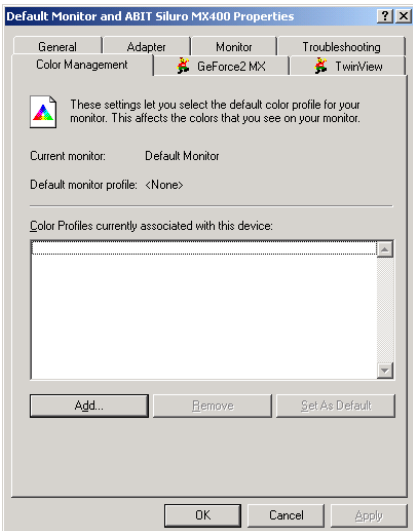 Default Monitor and ABIT Siluro MX400 Properties
General Adapter Monitor Troubleshooting
Color Management GeForce2 MX TwinView
These settings let you select the default color profile for your
monitor. This affects the colors that you see on your monitor.
Current monitor: Default Monitor
Default monitor profile: <None>
Color Profiles currently associated with this device:
Add... Remove Set As Default
OK Cancel Apply